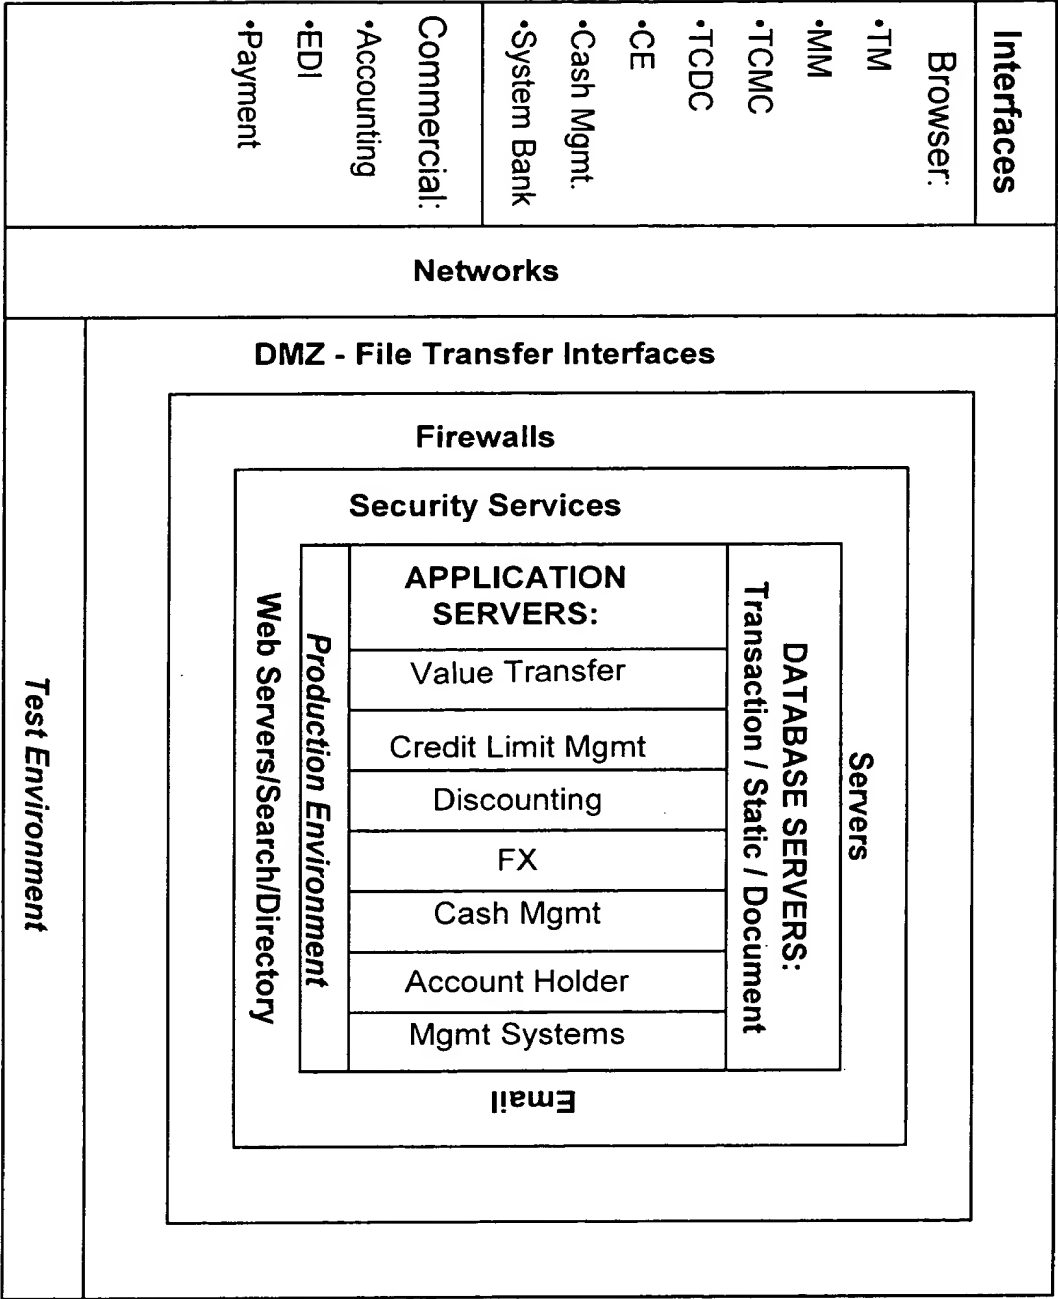 Interfaces
Browser:
•TM
•MM
•TCMC
•TCDC
•CE
•Cash Mgmt.
•System Bank
Commercial:
•Accounting
•EDI
•Payment
Networks
DMZ - File Transfer Interfaces
Firewalls
Security Services
APPLICATION
SERVERS:
Value Transfer
Credit Limit Mgmt
Discounting
FX
Cash Mgmt
Account Holder
Mgmt Systems
DATABASE SERVERS:
Transaction / Static / Document
Servers
Production Environment
Web Servers/Search/Directory
Email
Test Environment